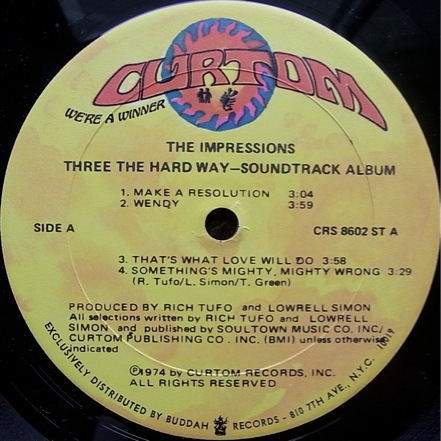 CURTOM
WE'RE A WINNER
THE IMPRESSIONS
THREE THE HARD WAY—SOUNDTRACK ALBUM
1. MAKE A RESOLUTION 3:04
2. WENDY 3:59
SIDE A
CRS 8602 ST A
3. THAT'S WHAT LOVE WILL DO 3:58
4. SOMETHING'S MIGHTY, MIGHTY WRONG 3:29
(R. Tufo/L. Simon/T. Green)
PRODUCED BY RICH TUFO and LOWRELL SIMON
All selections written by RICH TUFO and LOWRELL
SIMON and published by SOULTOWN MUSIC CO. INC/
CURTOM PUBLISHING CO. INC. (BMI) unless otherwise
indicated
℗1974 by CURTOM RECORDS, INC.
ALL RIGHTS RESERVED
EXCLUSIVELY DISTRIBUTED BY BUDDAH RECORDS - 810 7TH AVE., N.Y.C. 10019